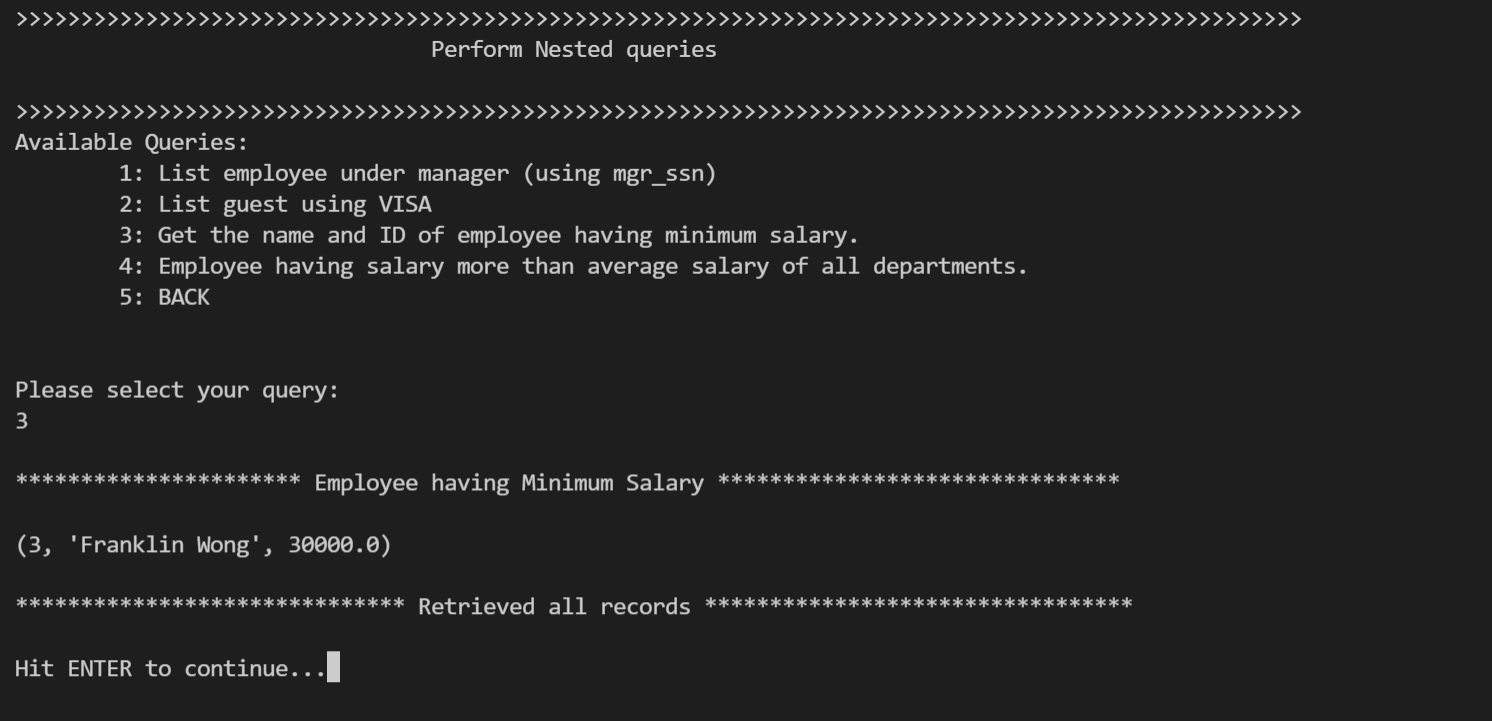 >>>>>>>>>>>>>>>>>>>>>>>>>>>>>>>>>>>>>>>>>>>>>>>>>>>>>>>>>>>>>>>>>>>>>>>>>>>>>>>>>>>>>>>>>>>>>>>>>>>
Perform Nested queries
>>>>>>>>>>>>>>>>>>>>>>>>>>>>>>>>>>>>>>>>>>>>>>>>>>>>>>>>>>>>>>>>>>>>>>>>>>>>>>>>>>>>>>>>>>>>>>>>>>>
Available Queries:
1: List employee under manager (using mgr_ssn)
2: List guest using VISA
3: Get the name and ID of employee having minimum salary.
4: Employee having salary more than average salary of all departments.
5: BACK
Please select your query:
3
********************** Employee having Minimum Salary *******************************
(3, 'Franklin Wong', 30000.0)
****************************** Retrieved all records *********************************
Hit ENTER to continue...